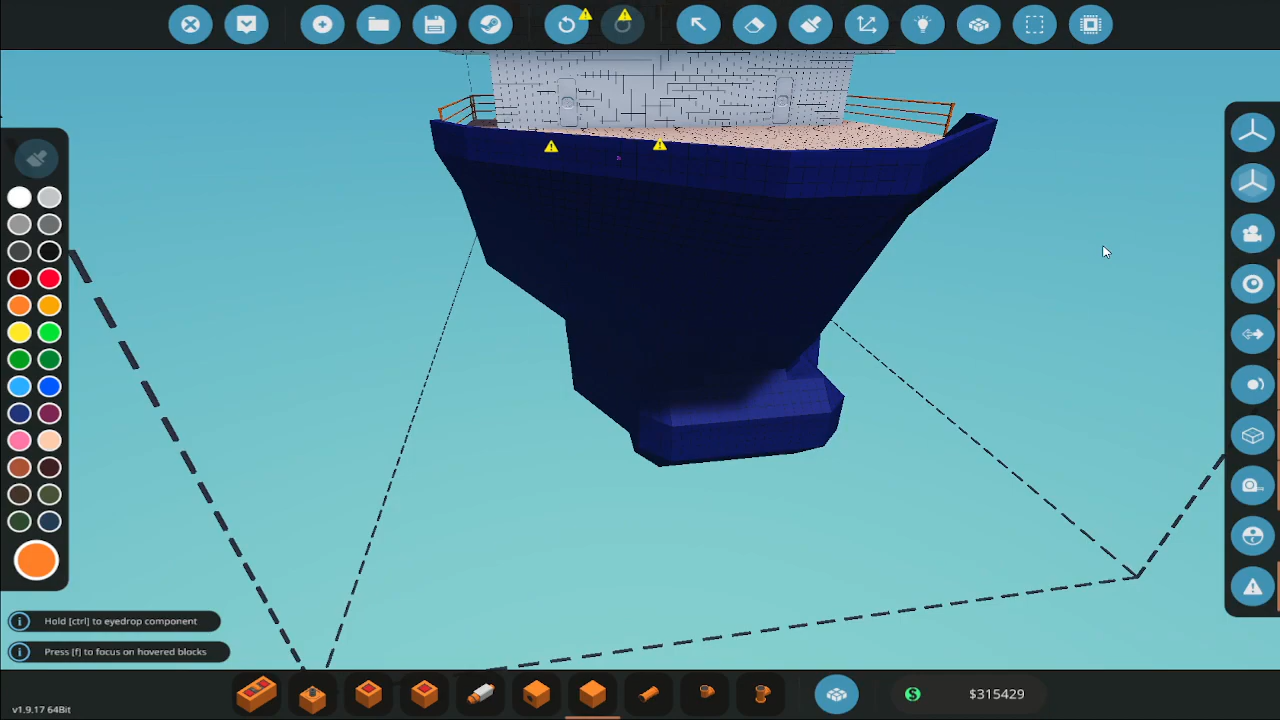 Hold [ctrl] to eyedrop component
Press [f] to focus on hovered blocks
v1.9.17 64Bit
$315429